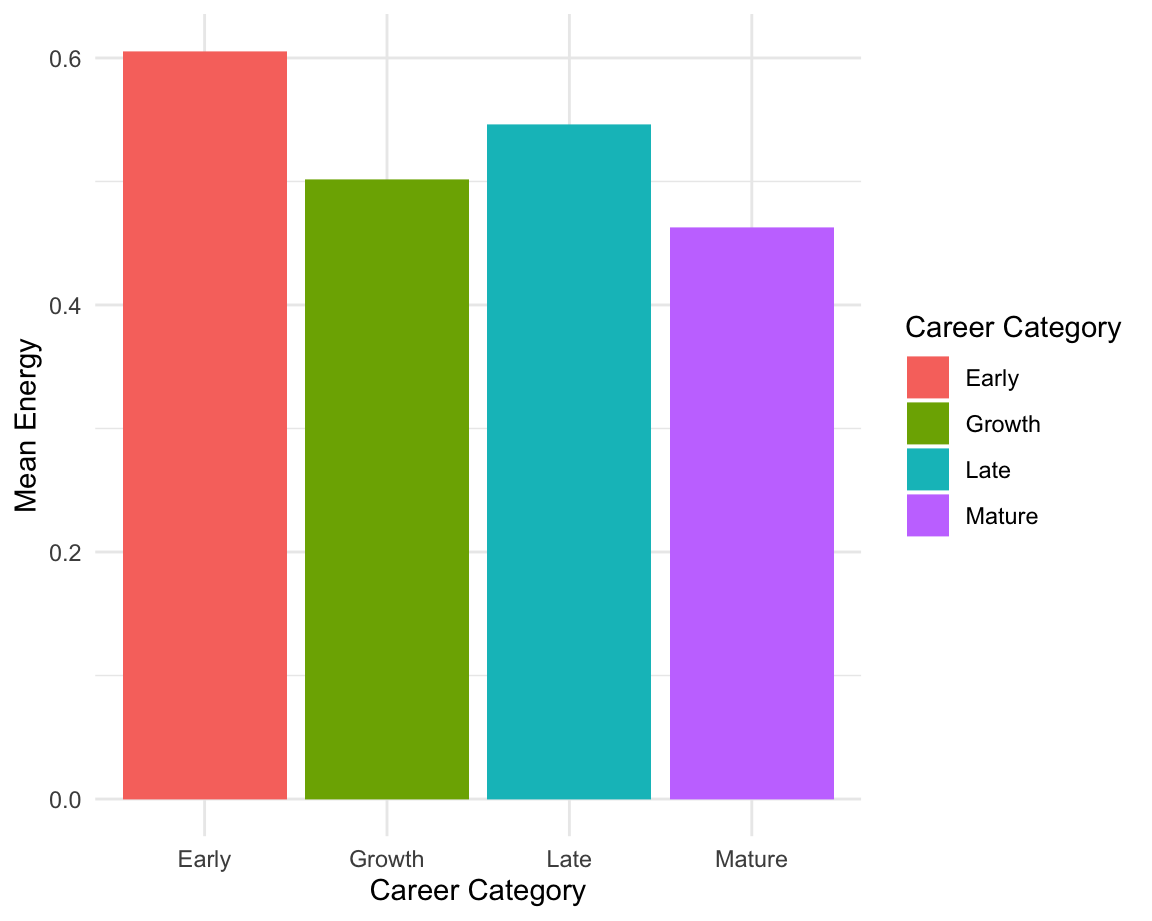 0.6
0.4
0.2
0.0
Mean Energy
Early
Growth
Late
Mature
Career Category
Career Category
Early
Growth
Late
Mature